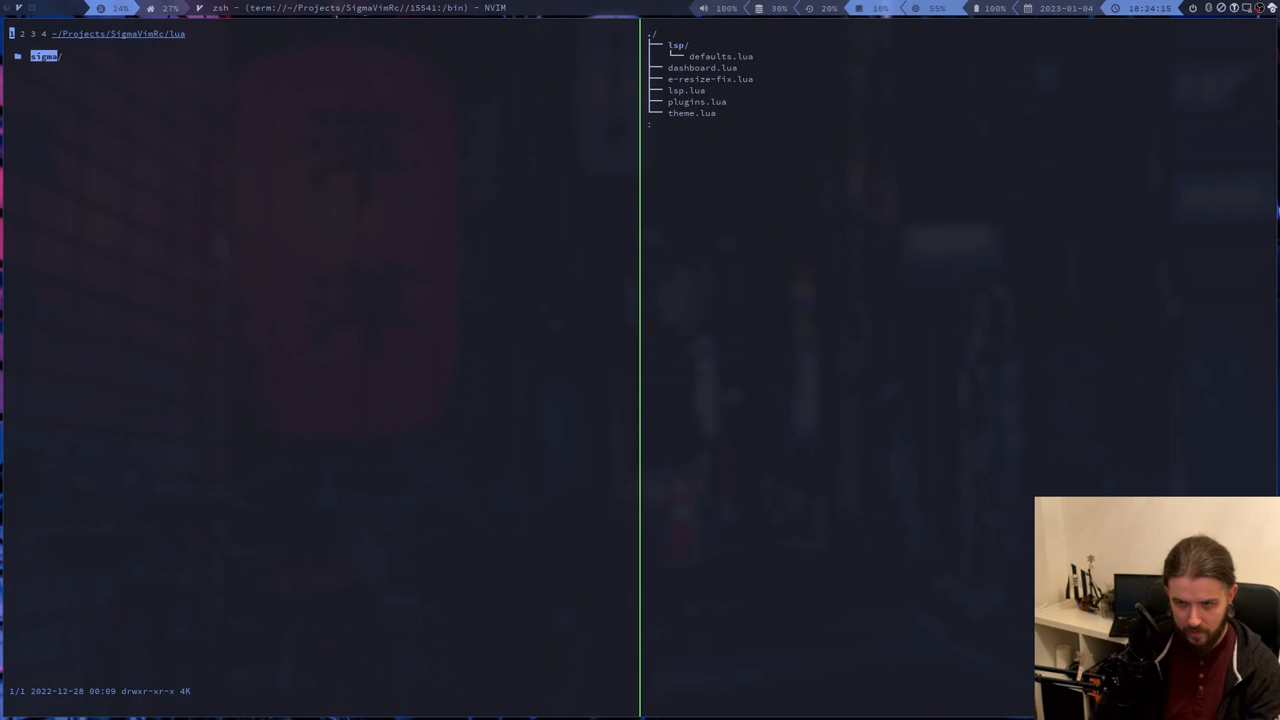 24% 27% zsh - (term://~/Projects/SigmaVimRc//15541:/bin) - NVIM 100% 30% 20% 10% 55% 100% 2023-01-04 18:24:15
1 2 3 4 ~/Projects/SigmaVimRc/lua
sigma/
1/1 2022-12-28 00:09 drwxr-xr-x 4K
./
├── lsp/
│   └── defaults.lua
├── dashboard.lua
├── e-resize-fix.lua
├── lsp.lua
├── plugins.lua
└── theme.lua
: